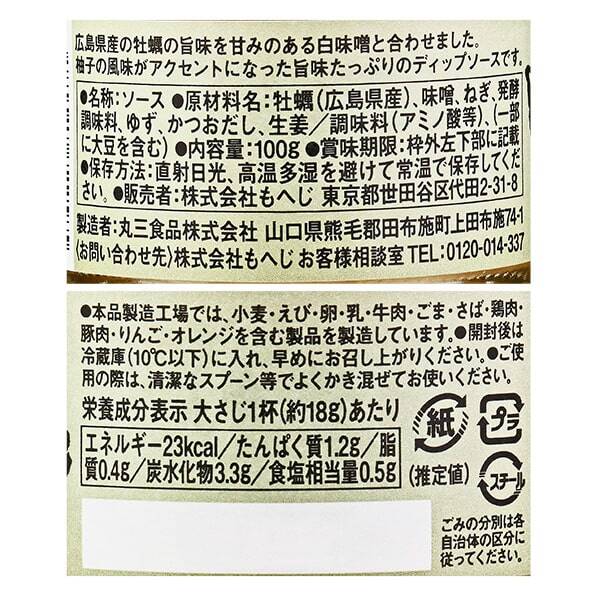 広島県産の牡蠣の旨味を甘みのある白味噌と合わせました。
柚子の風味がアクセントになった旨味たっぷりのディップソースです。
●名称:ソース ●原材料名:牡蠣(広島県産)、味噌、ねぎ、発酵
調味料、ゆず、かつおだし、生姜/調味料(アミノ酸等)、(一部
に大豆を含む) ●内容量:100g ●賞味期限:枠外左下部に記載
●保存方法:直射日光、高温多湿を避けて常温で保存してくだ
さい。 ●販売者:株式会社もへじ 東京都世田谷区代田2-31-8
製造者:丸三食品株式会社 山口県熊毛郡田布施町上田布施74-1
〈お問い合わせ先〉株式会社もへじ お客様相談室 TEL:0120-014-337
●本品製造工場では、小麦・えび・卵・乳・牛肉・ごま・さば・鶏肉・
豚肉・りんご・オレンジを含む製品を製造しています。●開封後は
冷蔵庫(10℃以下)に入れ、早めにお召し上がりください。●ご使
用の際は、清潔なスプーン等でよくかき混ぜてお使いください。
栄養成分表示 大さじ1杯(約18g)あたり
エネルギー23kcal/たんぱく質1.2g/脂
質0.4g/炭水化物3.3g/食塩相当量0.5g
(推定値)
紙
プラ
スチール
ごみの分別は各
自治体の区分に
従ってください。